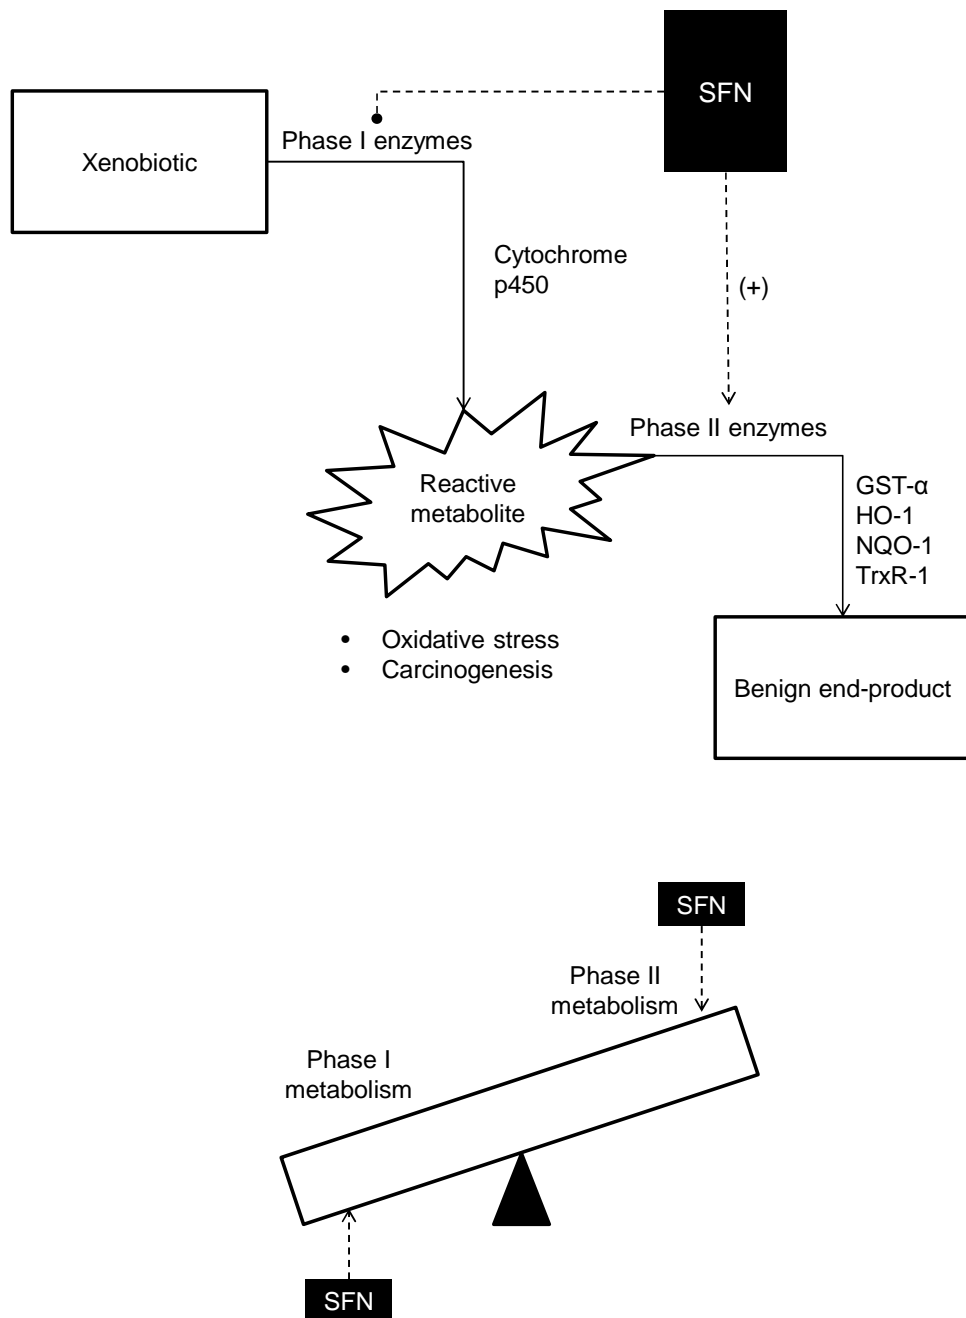 SFN
Phase I enzymes
Xenobiotic
Cytochrome
p450
(+)
Phase II enzymes
Reactive
metabolite
GST-α
HO-1
NQO-1
TrxR-1
• Oxidative stress
• Carcinogenesis
Benign end-product
SFN
Phase II
metabolism
Phase I
metabolism
SFN